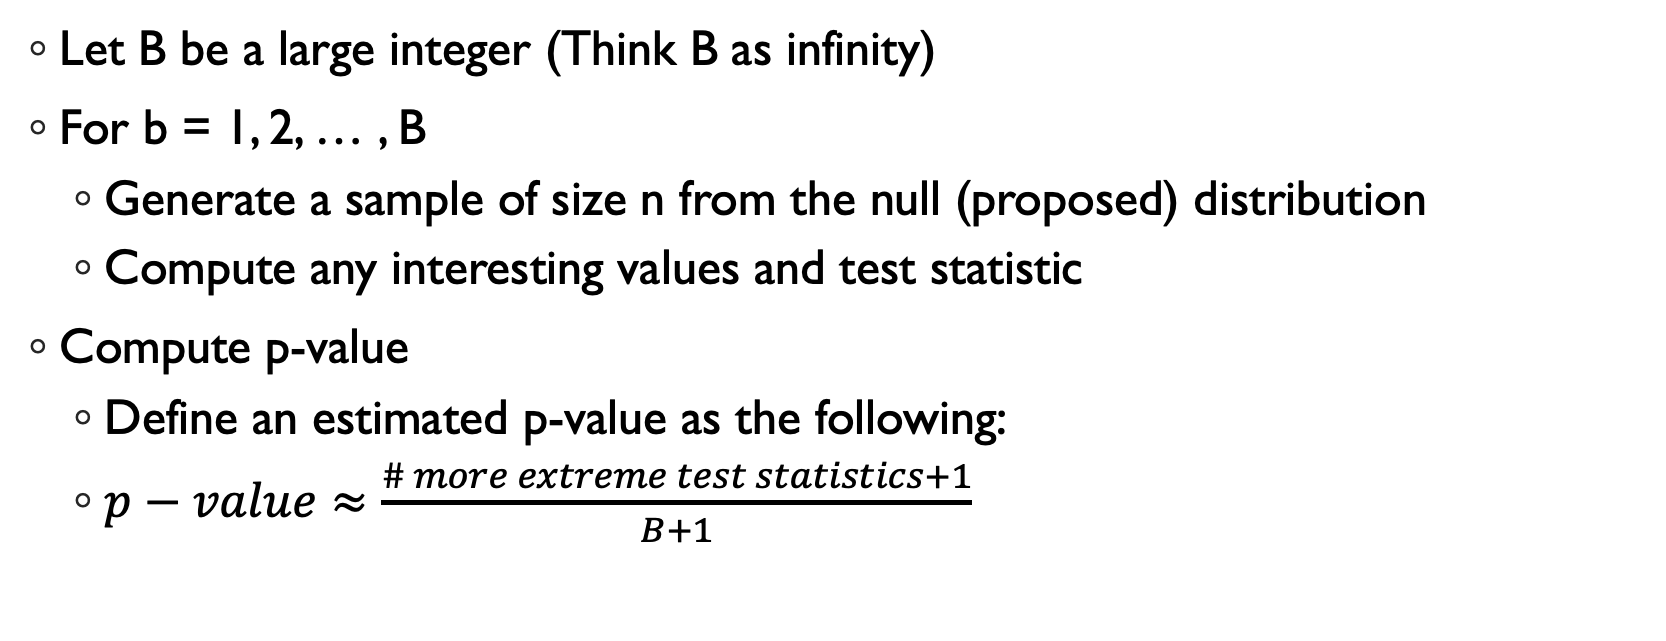 ◦ Let B be a large integer (Think B as infinity)
◦ For b = 1, 2, … , B
◦ Generate a sample of size n from the null (proposed) distribution
◦ Compute any interesting values and test statistic
◦ Compute p-value
◦ Define an estimated p-value as the following:
◦ p − value ≈ # more extreme test statistics+1
B+1